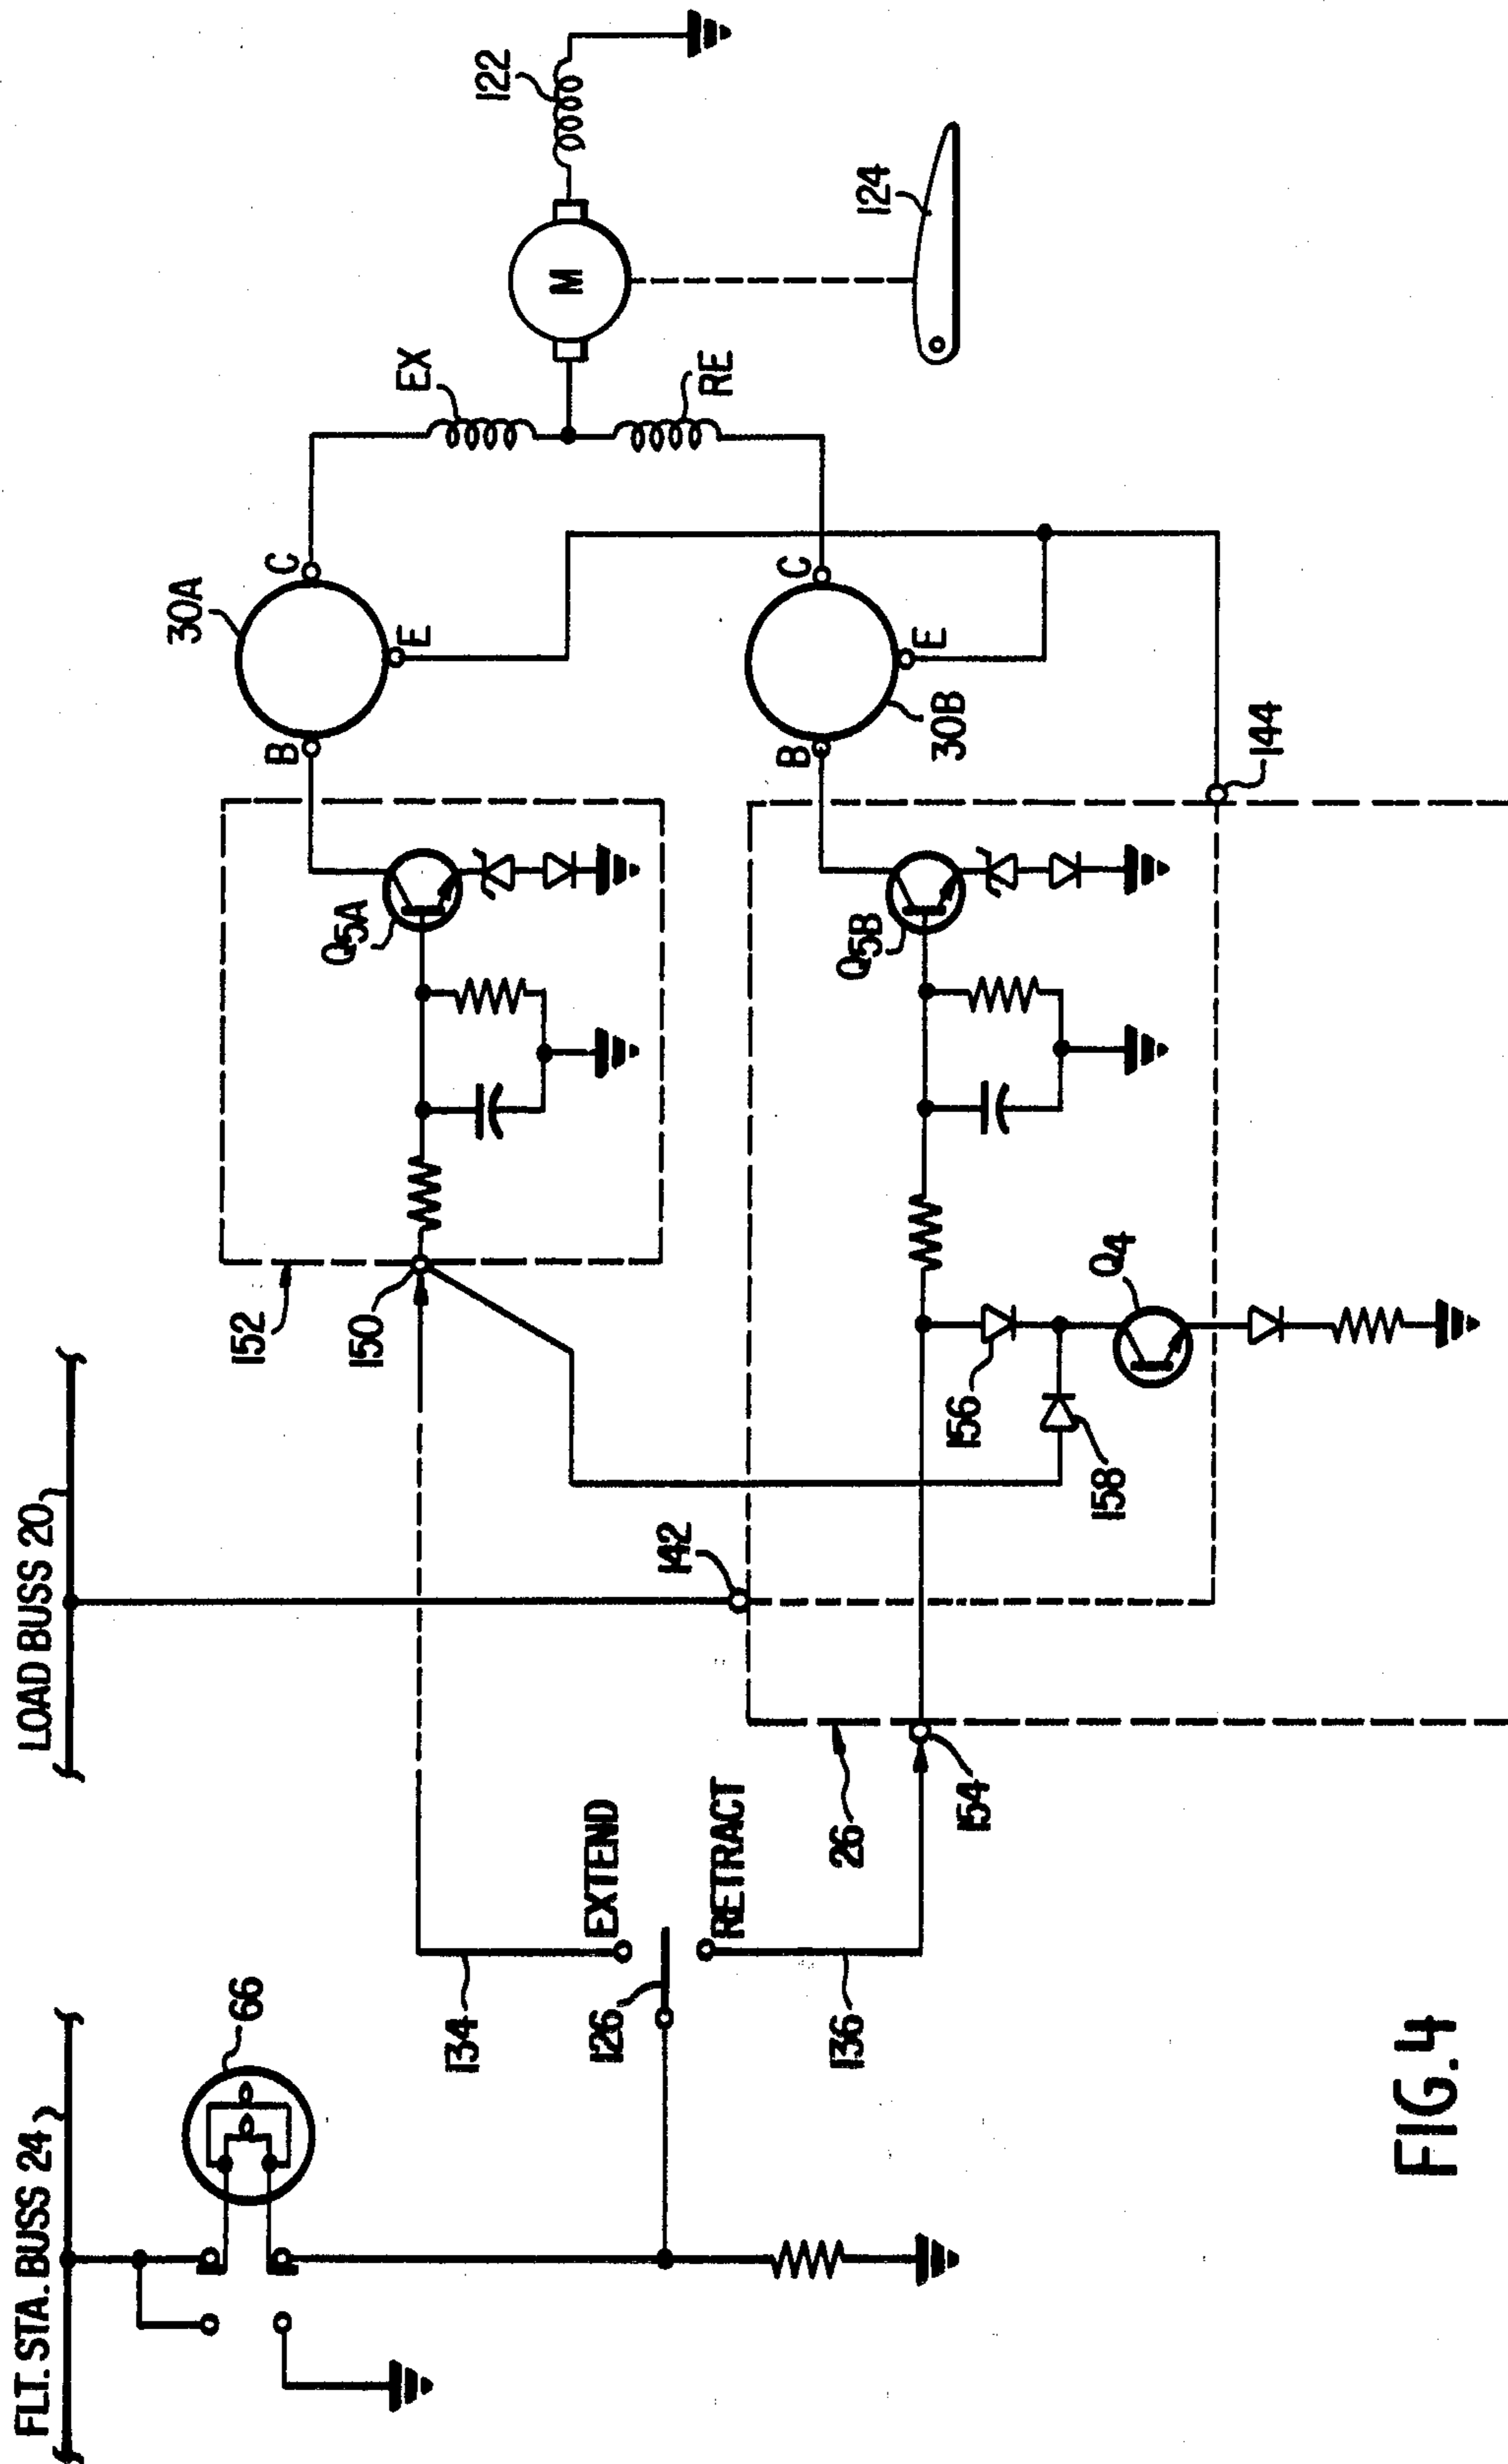 FLT. STA. BUSS 24
LOAD BUSS 20
66
134
EXTEND
126
RETRACT
136
26
154
142
152
150
156
158
Q4
Q5A
Q5B
B
30A
C
E
B
30B
C
E
144
EX
RE
M
122
124
FIG. 4